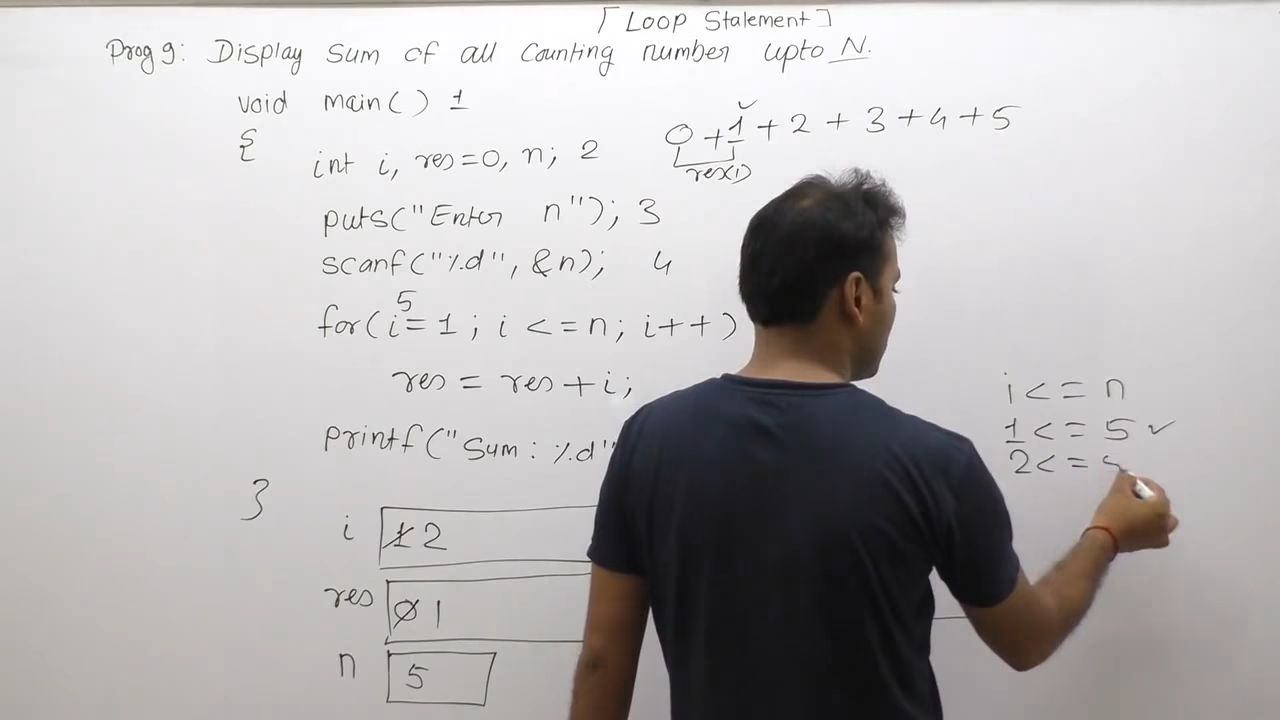 [Loop Statement]
Prog 9: Display sum of all counting number upto N.
void main() 1
{
int i, res=0, n; 2
puts("Enter n"); 3
scanf("%d", &n); 4
5
for(i=1; i<=n; i++)
res = res+i;
printf("Sum: %d"
}
0+1+2+3+4+5
res(1)
i<=n
1<=5 ✓
2<=
i 1 2
res 0 1
n 5